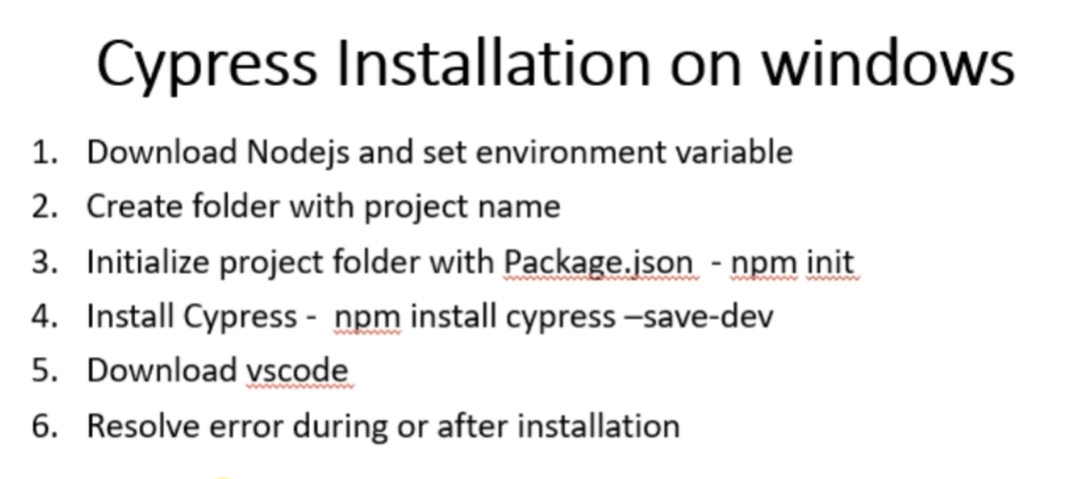 Cypress Installation on windows
1. Download Nodejs and set environment variable
2. Create folder with project name
3. Initialize project folder with Package.json - npm init
4. Install Cypress - npm install cypress –save-dev
5. Download vscode
6. Resolve error during or after installation